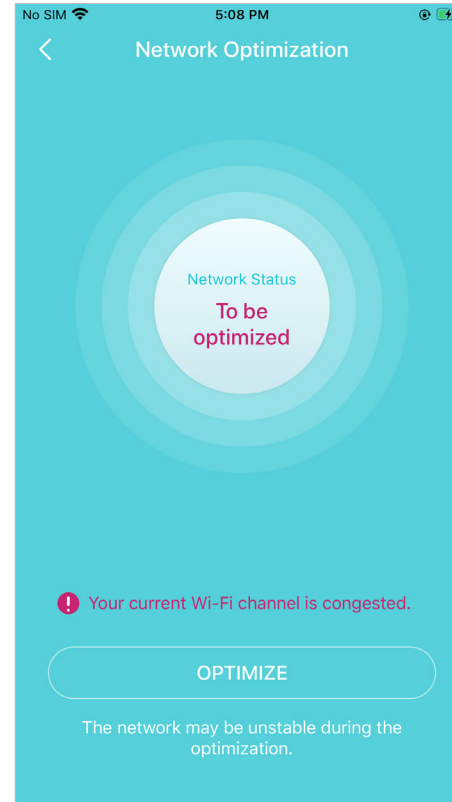 No SIM 5:08 PM
Network Optimization
Network Status
To be
optimized
Your current Wi-Fi channel is congested.
OPTIMIZE
The network may be unstable during the
optimization.